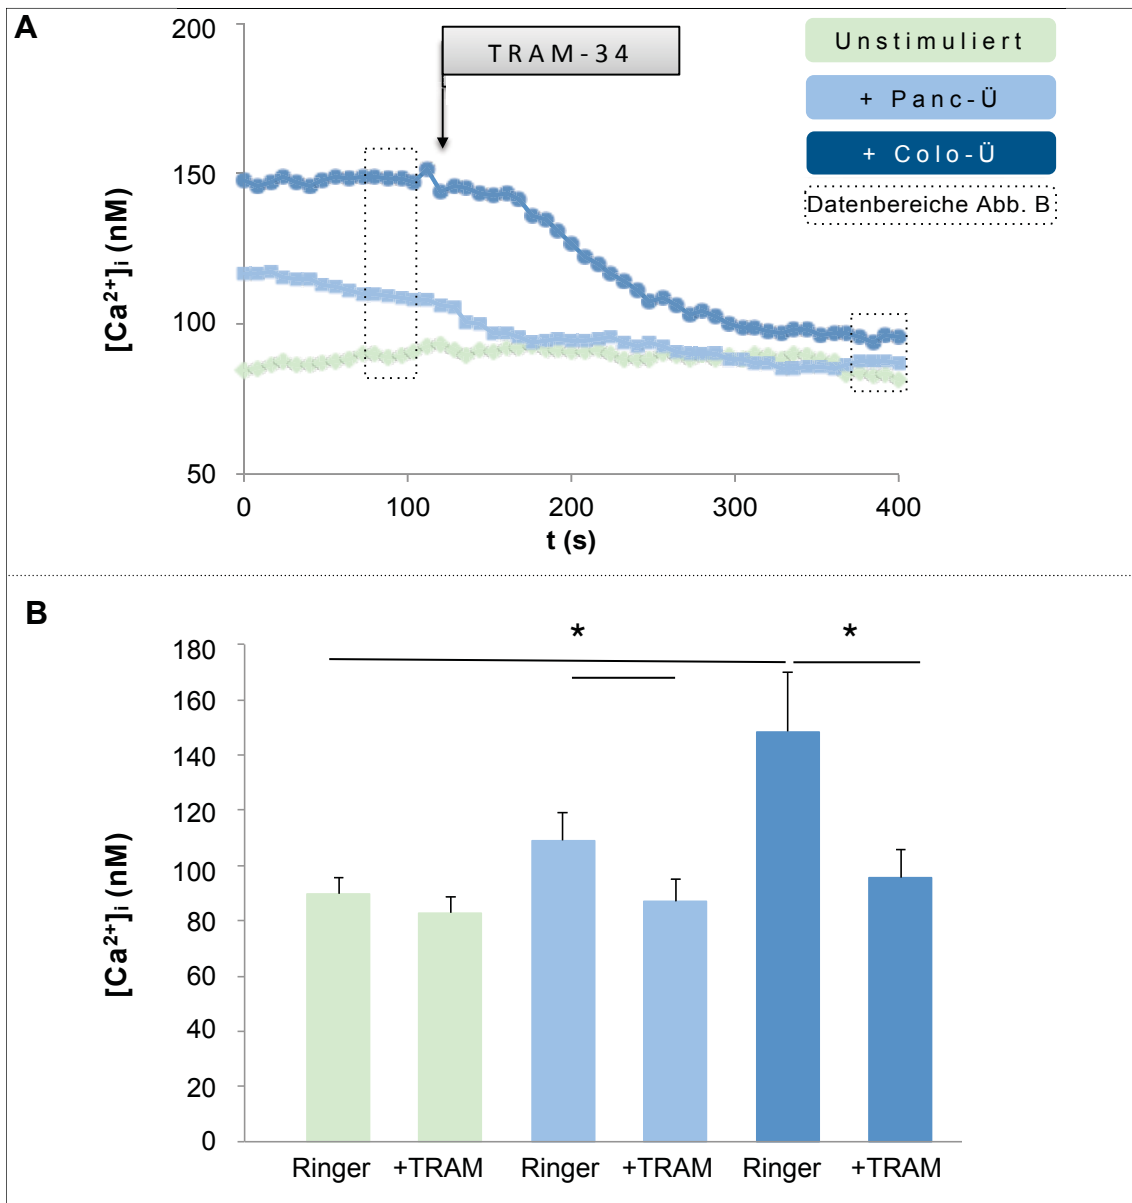 A
TRAM-34
Unstimuliert
+ Panc-Ü
+ Colo-Ü
Datenbereiche Abb. B
200
150
100
50
[Ca²⁺]ᵢ (nM)
0 100 200 300 400
t (s)
B
* *
180
160
140
120
100
80
60
40
20
0
[Ca²⁺]ᵢ (nM)
Ringer +TRAM Ringer +TRAM Ringer +TRAM